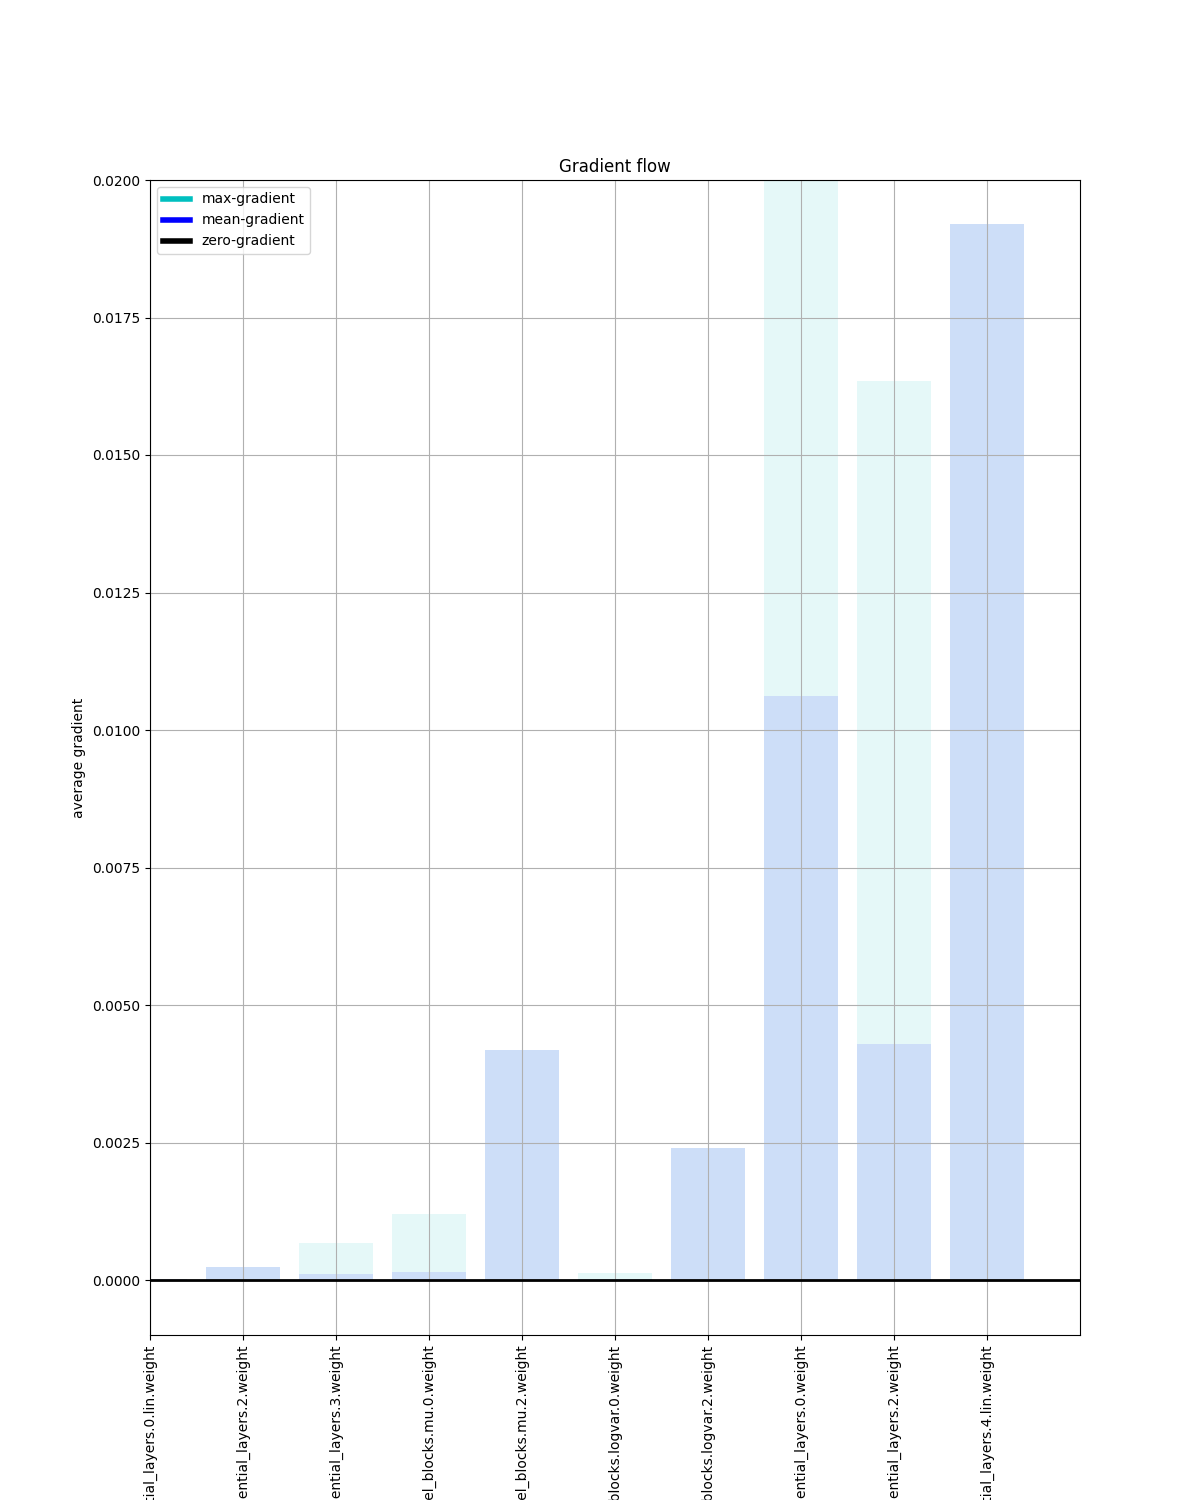 Gradient flow
max-gradient
mean-gradient
zero-gradient
average gradient
0.0200
0.0175
0.0150
0.0125
0.0100
0.0075
0.0050
0.0025
0.0000
tial_layers.0.lin.weight
ential_layers.2.weight
ential_layers.3.weight
el_blocks.mu.0.weight
el_blocks.mu.2.weight
blocks.logvar.0.weight
blocks.logvar.2.weight
ential_layers.0.weight
ential_layers.2.weight
tial_layers.4.lin.weight